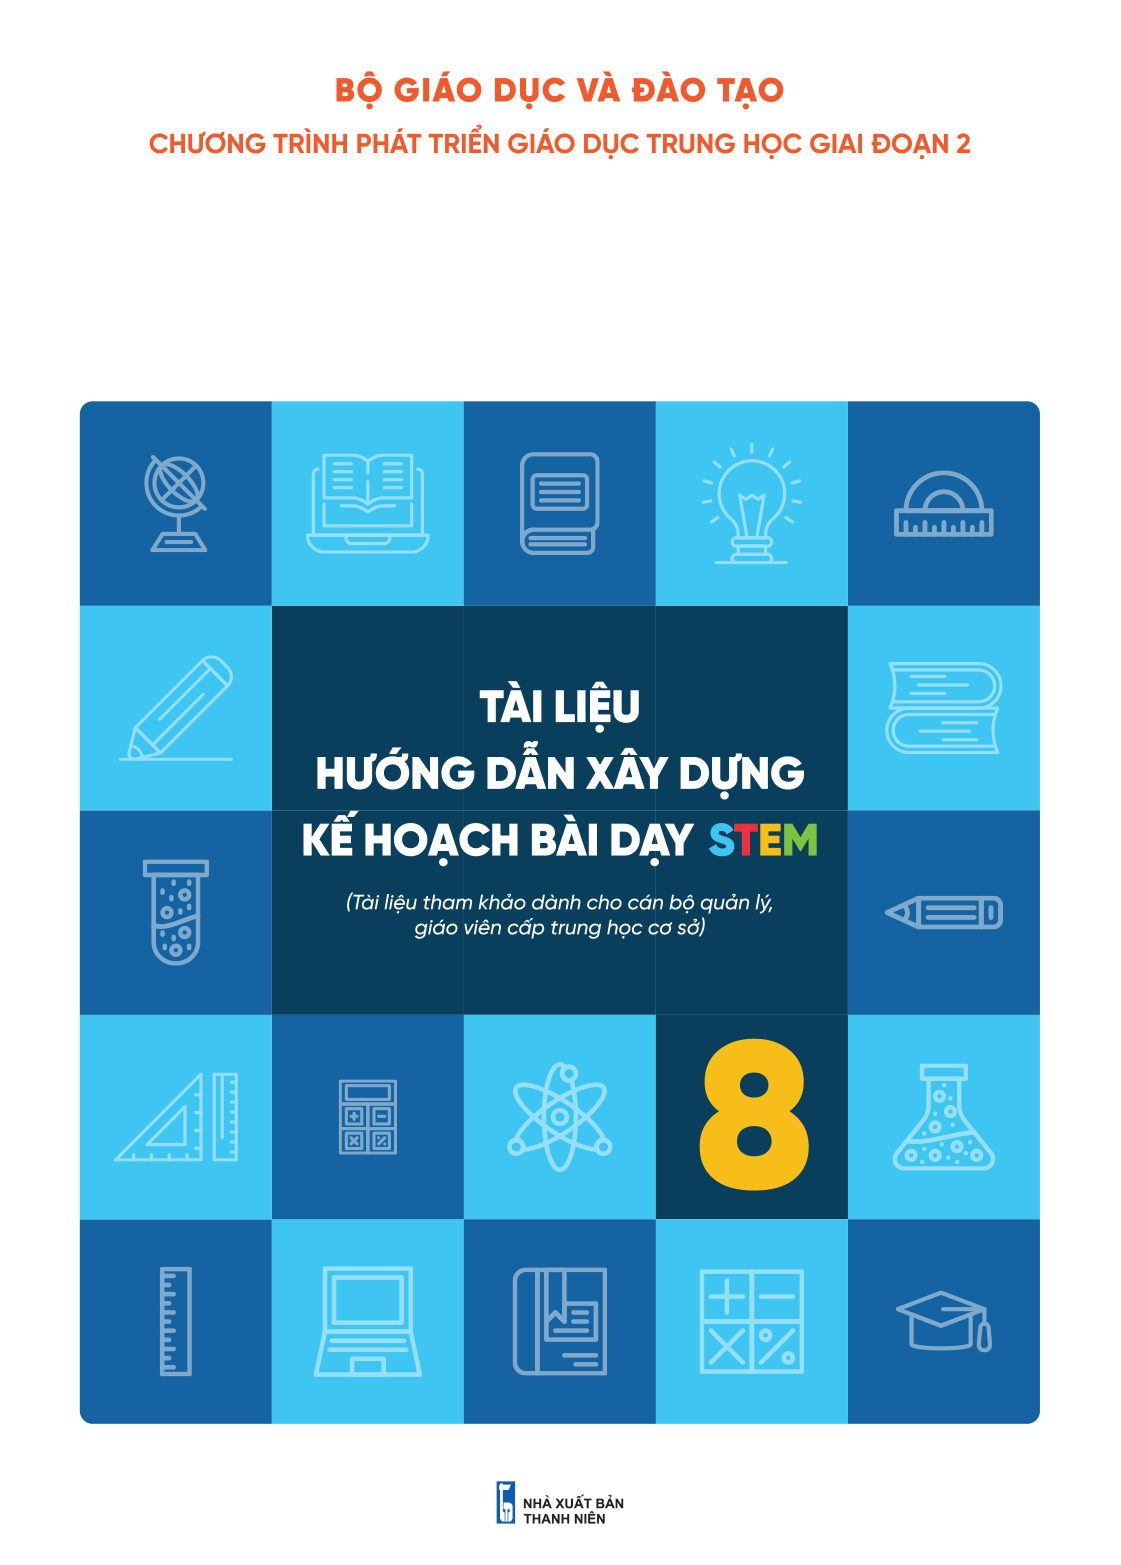 BỘ GIÁO DỤC VÀ ĐÀO TẠO
CHƯƠNG TRÌNH PHÁT TRIỂN GIÁO DỤC TRUNG HỌC GIAI ĐOẠN 2
TÀI LIỆU
HƯỚNG DẪN XÂY DỰNG
KẾ HOẠCH BÀI DẠY STEM
(Tài liệu tham khảo dành cho cán bộ quản lý,
giáo viên cấp trung học cơ sở)
8
NHÀ XUẤT BẢN
THANH NIÊN